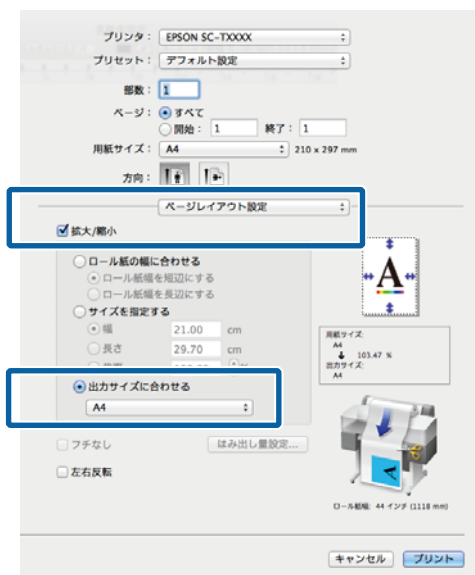 プリンタ： EPSON SC-TXXXX
プリセット： デフォルト設定
部数： 1
ページ： すべて
開始： 1 終了： 1
用紙サイズ： A4 210 x 297 mm
方向：
ページレイアウト設定
拡大/縮小
ロール紙の幅に合わせる
ロール紙幅を短辺にする
ロール紙幅を長辺にする
サイズを指定する
幅 21.00 cm
長さ 29.70 cm
出力サイズに合わせる
A4
フチなし はみ出し量設定...
左右反転
A
用紙サイズ:
A4
103.47 %
出力サイズ:
A4
ロール紙幅: 44 インチ (1118 mm)
キャンセル プリント